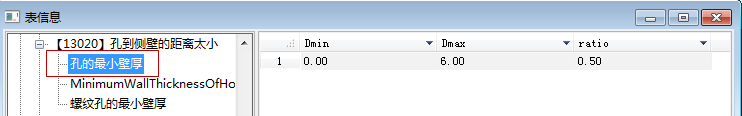 表信息
【13020】孔到侧壁的距离太小
孔的最小壁厚
MinimumWallThicknessOfHo
螺纹孔的最小壁厚
Dmin Dmax ratio
1 0.00 6.00 0.50